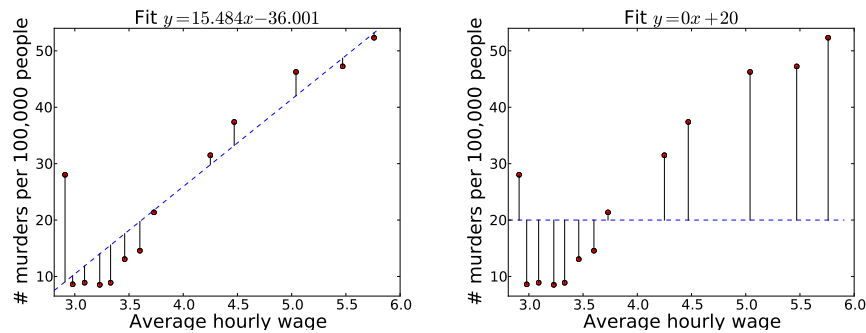 Fit y=15.484x−36.001
# murders per 100,000 people
50
40
30
20
10
3.0 3.5 4.0 4.5 5.0 5.5 6.0
Average hourly wage
Fit y=0x+20
# murders per 100,000 people
50
40
30
20
10
3.0 3.5 4.0 4.5 5.0 5.5 6.0
Average hourly wage